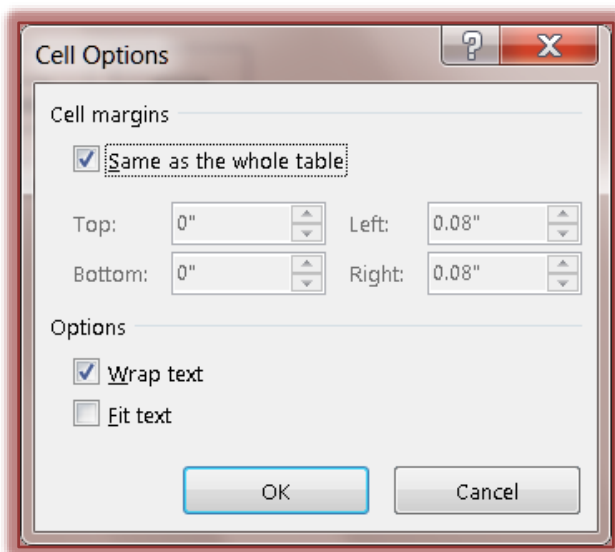 Cell Options
Cell margins
Same as the whole table
Top: 0" Left: 0.08"
Bottom: 0" Right: 0.08"
Options
Wrap text
Fit text
OK Cancel